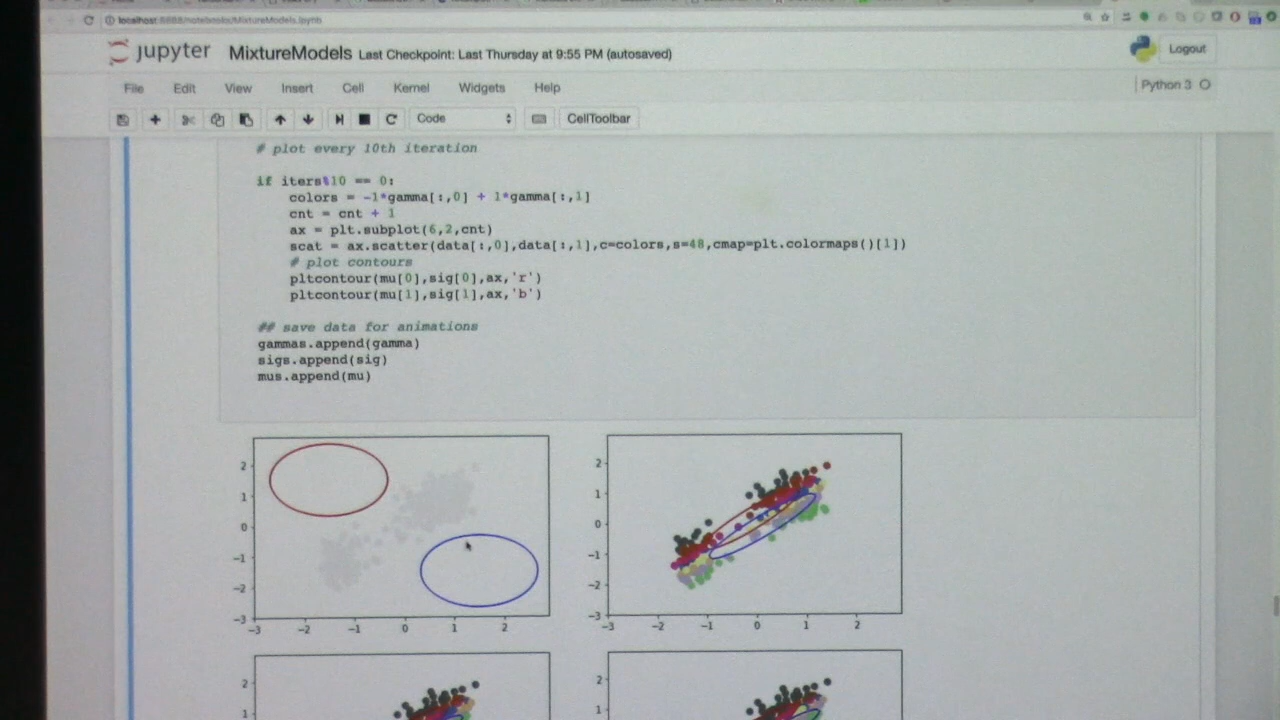 localhost:8888/notebooks/MixtureModels.ipynb
jupyter MixtureModels Last Checkpoint: Last Thursday at 9:55 PM (autosaved)
Logout
File Edit View Insert Cell Kernel Widgets Help
Python 3
Code
CellToolbar
# plot every 10th iteration
if iters%10 == 0:
colors = -1*gamma[:,0] + 1*gamma[:,1]
cnt = cnt + 1
ax = plt.subplot(6,2,cnt)
scat = ax.scatter(data[:,0],data[:,1],c=colors,s=48,cmap=plt.colormaps()[1])
# plot contours
pltcontour(mu[0],sig[0],ax,'r')
pltcontour(mu[1],sig[1],ax,'b')
## save data for animations
gammas.append(gamma)
sigs.append(sig)
mus.append(mu)
2
1
0
−1
−2
−3
−3 −2 −1 0 1 2
2
1
0
−1
−2
−3
−3 −2 −1 0 1 2
2
1
2
1